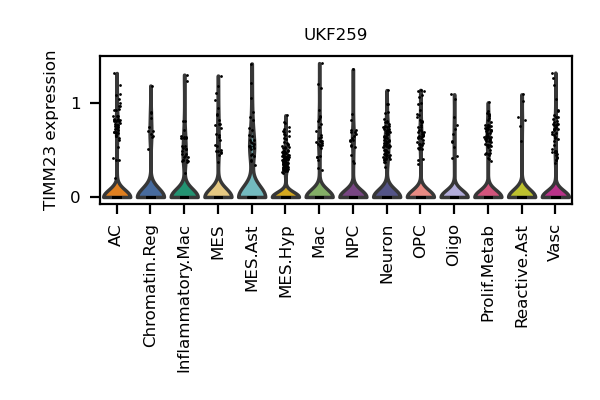 UKF259
TIMM23 expression
1
0
AC
Chromatin.Reg
Inflammatory.Mac
MES
MES.Ast
MES.Hyp
Mac
NPC
Neuron
OPC
Oligo
Prolif.Metab
Reactive.Ast
Vasc